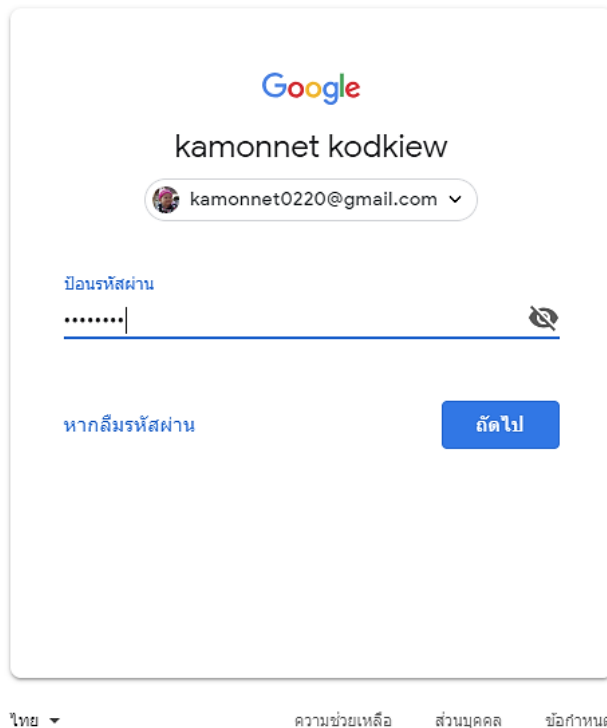 Google
kamonnet kodkiew
kamonnet0220@gmail.com
ป้อนรหัสผ่าน
••••••••
หากลืมรหัสผ่าน
ถัดไป
ไทย
ความช่วยเหลือ
ส่วนบุคคล